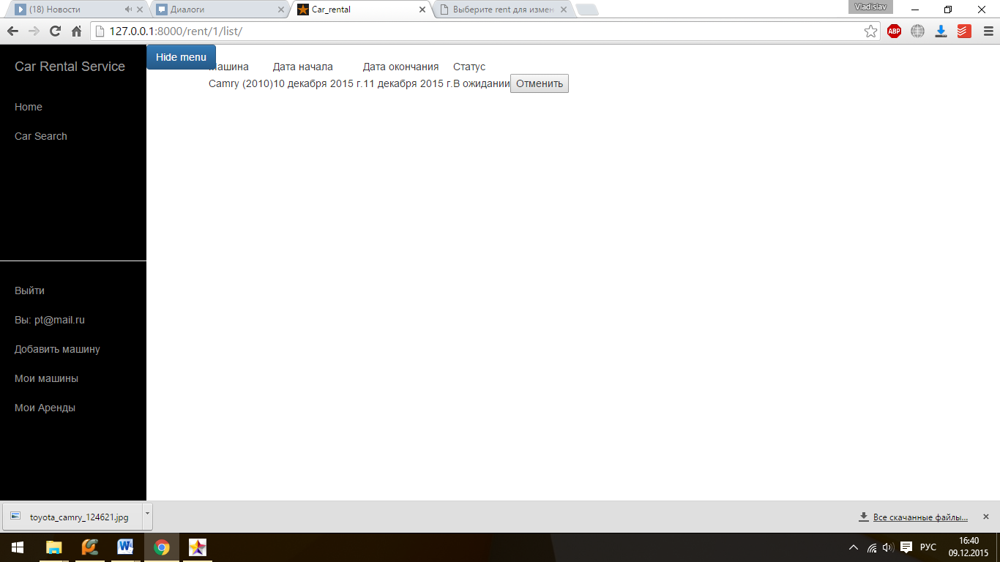 (18) Новости
Диалоги
Car_rental
Выберите rent для измен
Vladislav
127.0.0.1:8000/rent/1/list/
ABP
Car Rental Service
Home
Car Search
Выйти
Вы: pt@mail.ru
Добавить машину
Мои машины
Мои Аренды
Hide menu
Машина Дата начала Дата окончания Статус
Camry (2010) 10 декабря 2015 г. 11 декабря 2015 г. В ожидании Отменить
toyota_camry_124621.jpg
Все скачанные файлы...
РУС
16:40
09.12.2015